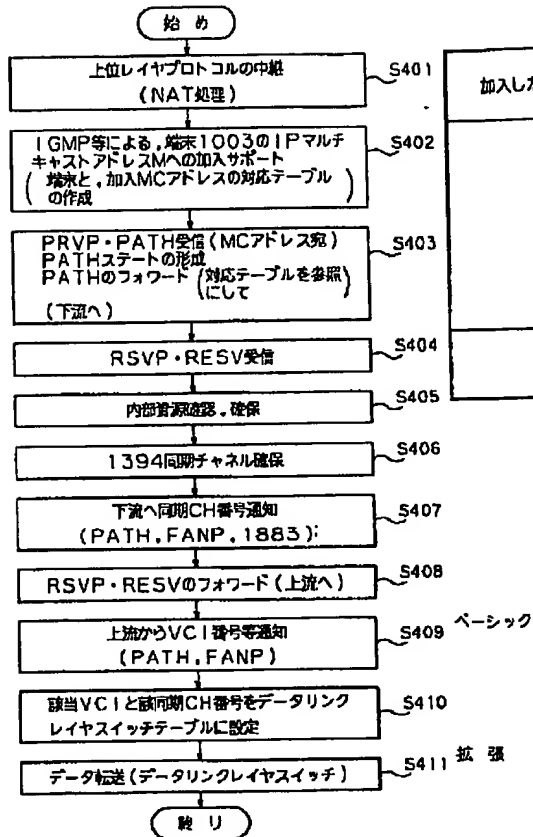 始め
上位レイヤプロトコルの中継
(NAT処理)
S401
IGMP等による,端末1003のIPマルチ
キャストアドレスMへの加入サポート
(端末と,加入MCアドレスの対応テーブル
の作成
S402
PRVP・PATH受信(MCアドレス宛)
PATHステートの形成
PATHのフォワード(対応テーブルを参照
にして)
(下流へ)
S403
RSVP・RESV受信
S404
内部資源確認,確保
S405
1394同期チャネル確保
S406
下流へ同期CH番号通知
(PATH,FANP,1883):
S407
RSVP・RESVのフォワード(上流へ)
S408
上流からVCI番号等通知
(PATH,FANP)
S409
該当VCIと該同期CH番号をデータリンク
レイヤスイッチテーブルに設定
S410
データ転送(データリンクレイヤスイッチ)
S411
終り
加入した
ベーシック
拡張